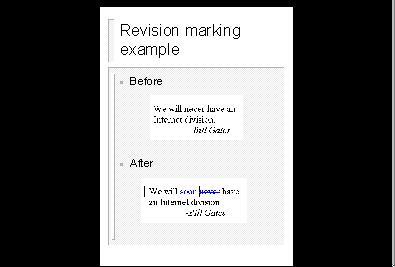 Revision marking
example
Before
We will never have an
Internet division.
-Bill Gates
After
We will soon never have
an Internet division
-Bill Gates